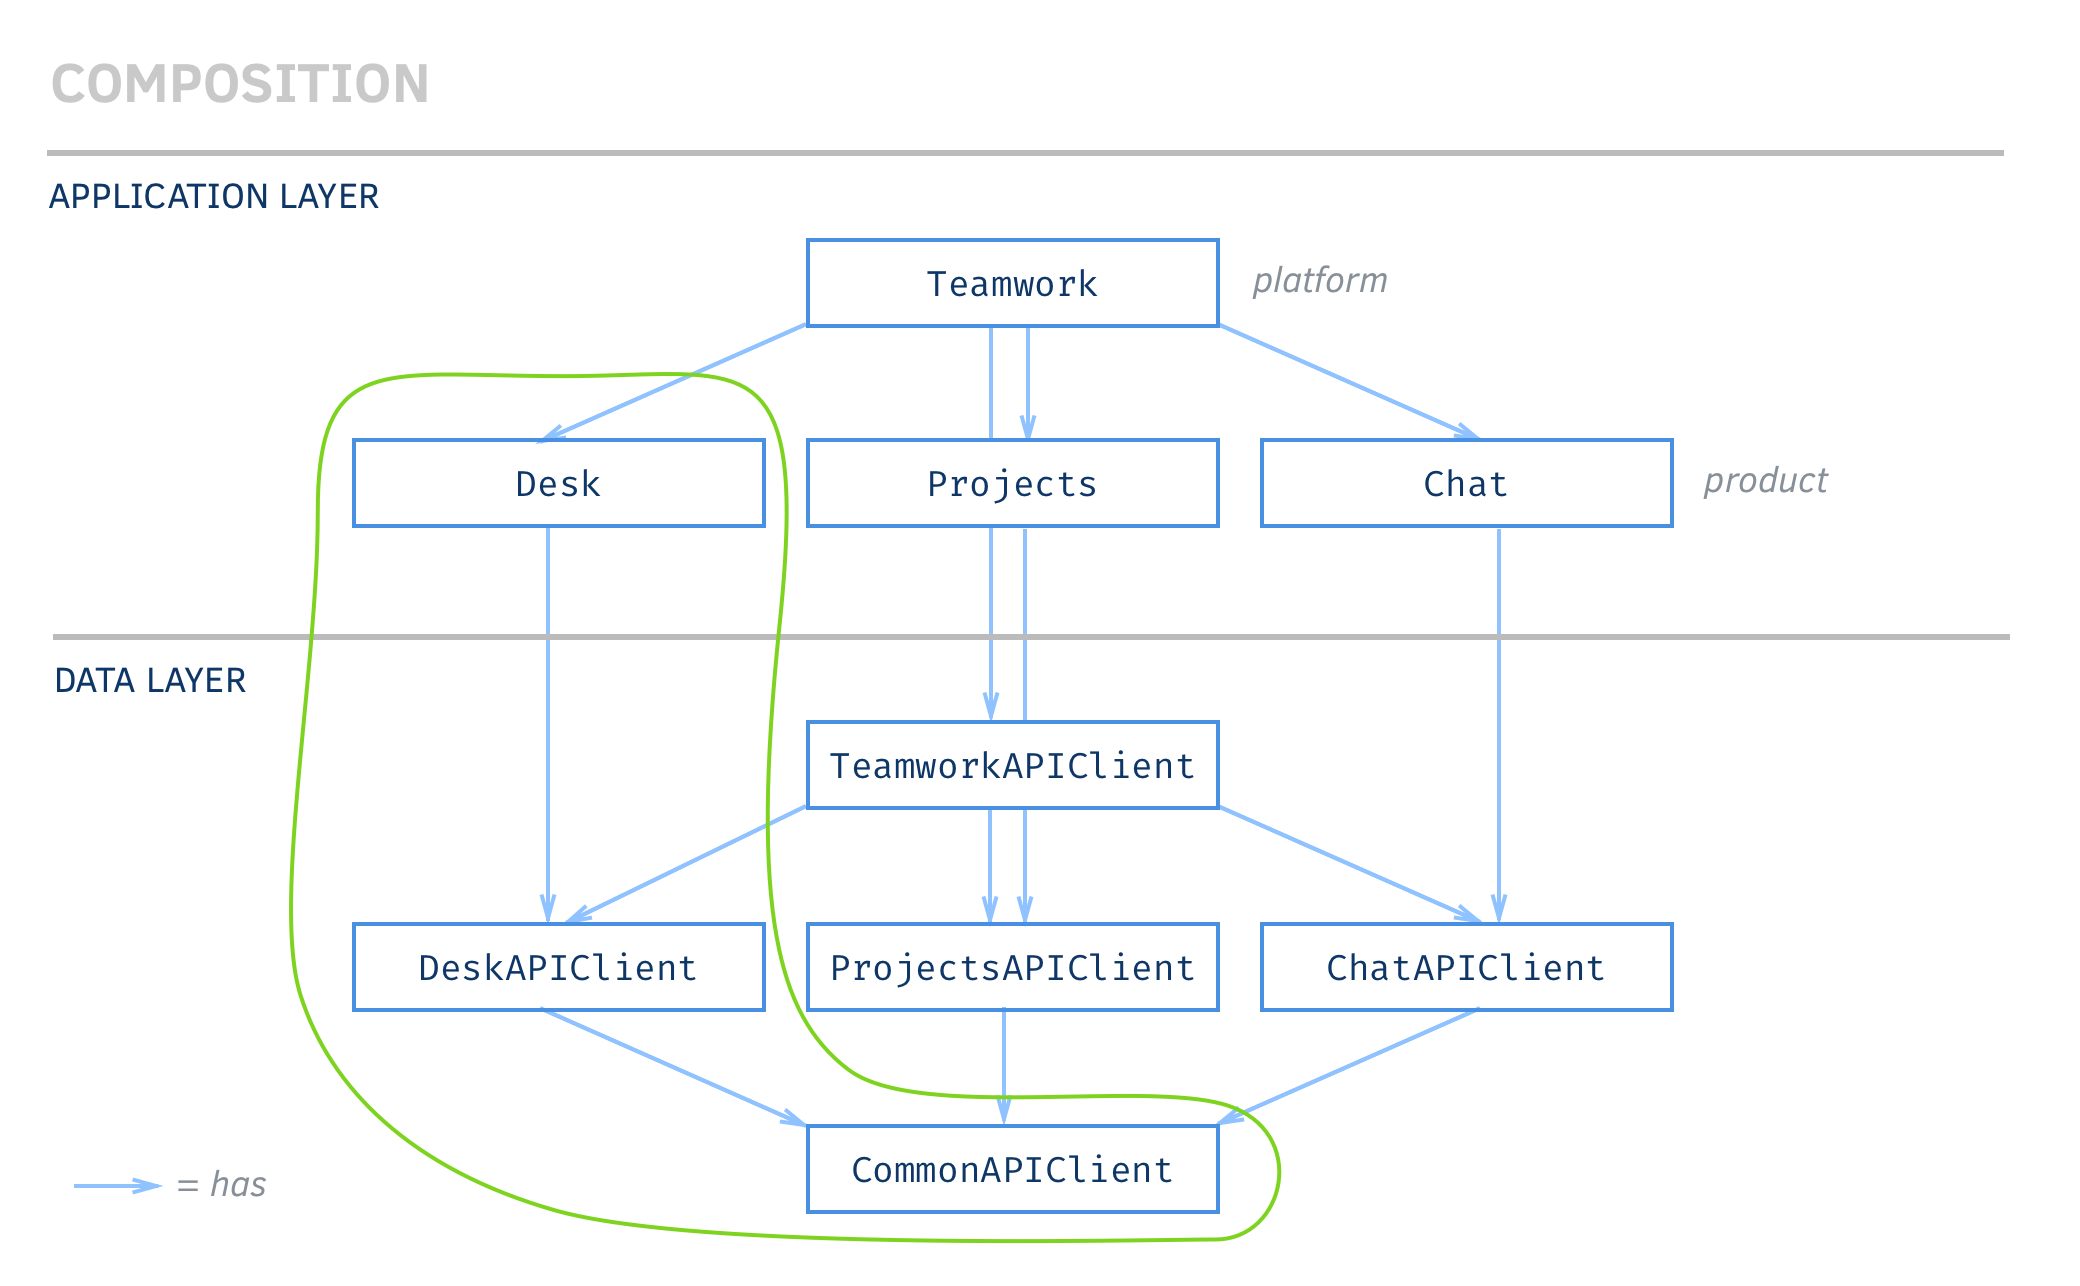 COMPOSITION
APPLICATION LAYER
Teamwork
platform
Desk
Projects
Chat
product
DATA LAYER
TeamworkAPIClient
DeskAPIClient
ProjectsAPIClient
ChatAPIClient
CommonAPIClient
= has